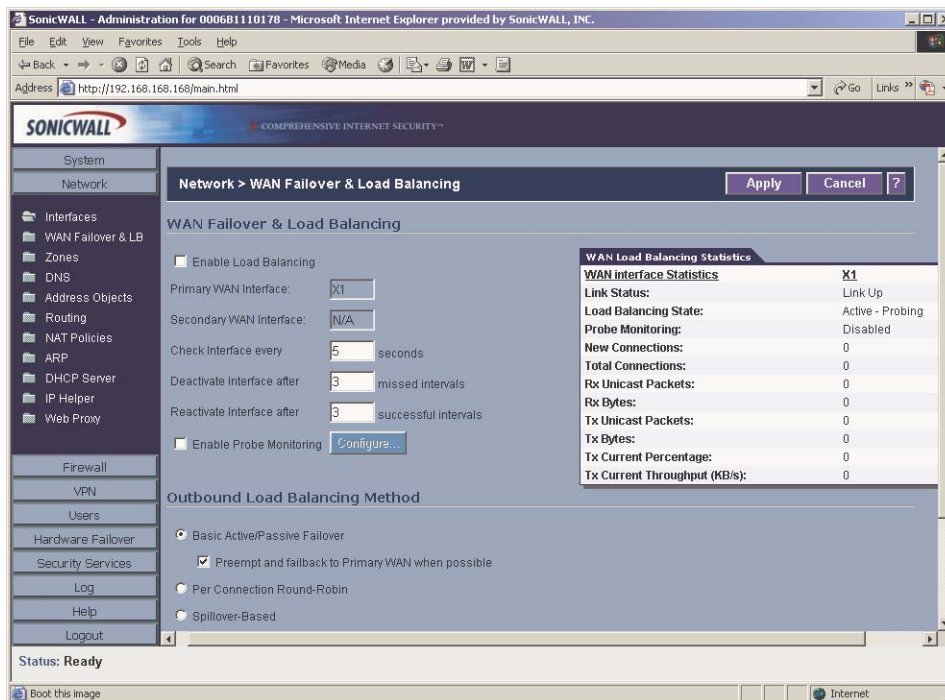 SonicWALL - Administration for 0006B1110178 - Microsoft Internet Explorer provided by SonicWALL, INC.
File Edit View Favorites Tools Help
Back Search Favorites Media
Address http://192.168.168.168/main.html Go Links »
SONICWALL COMPREHENSIVE INTERNET SECURITY™
System
Network
Interfaces
WAN Failover & LB
Zones
DNS
Address Objects
Routing
NAT Policies
ARP
DHCP Server
IP Helper
Web Proxy
Firewall
VPN
Users
Hardware Failover
Security Services
Log
Help
Logout
Network > WAN Failover & Load Balancing Apply Cancel ?
WAN Failover & Load Balancing
Enable Load Balancing
Primary WAN Interface: X1
Secondary WAN Interface: N/A
Check Interface every 5 seconds
Deactivate Interface after 3 missed intervals
Reactivate Interface after 3 successful intervals
Enable Probe Monitoring Configure...
WAN Load Balancing Statistics
WAN interface Statistics X1
Link Status: Link Up
Load Balancing State: Active - Probing
Probe Monitoring: Disabled
New Connections: 0
Total Connections: 0
Rx Unicast Packets: 0
Rx Bytes: 0
Tx Unicast Packets: 0
Tx Bytes: 0
Tx Current Percentage: 0
Tx Current Throughput (KB/s): 0
Outbound Load Balancing Method
Basic Active/Passive Failover
Preempt and failback to Primary WAN when possible
Per Connection Round-Robin
Spillover-Based
Status: Ready
Boot this image Internet